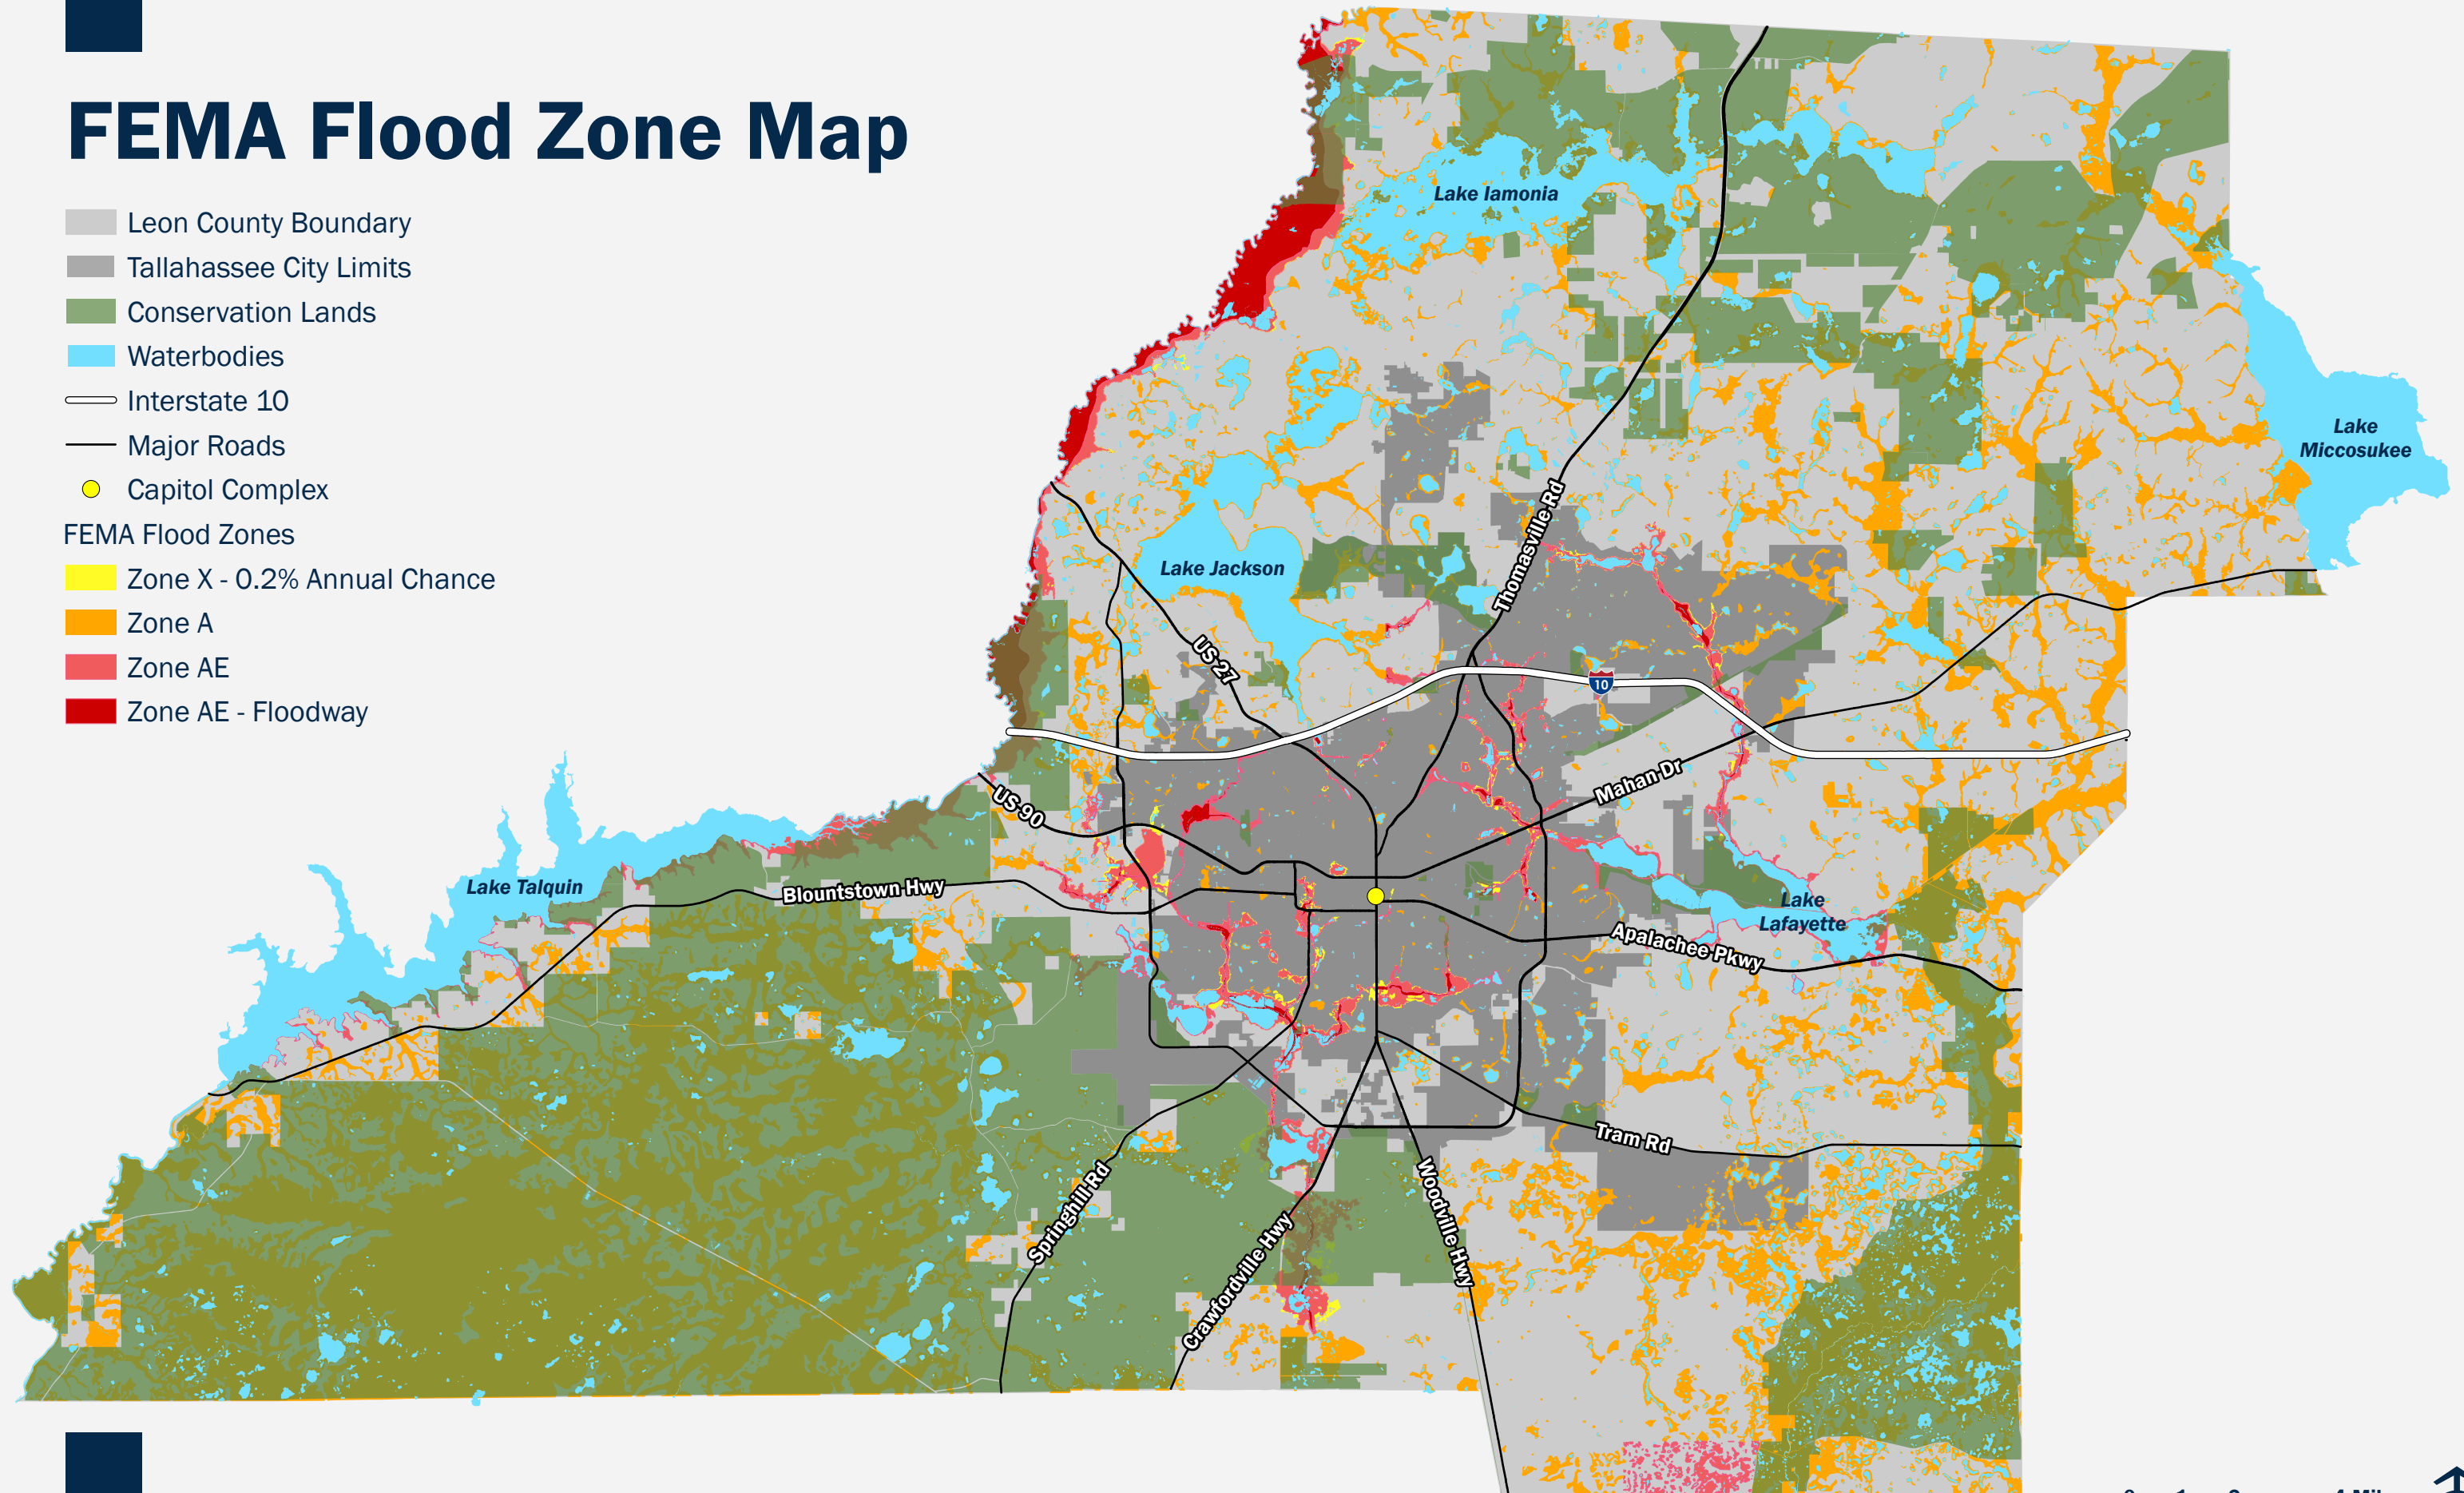 FEMA Flood Zone Map
Leon County Boundary
Tallahassee City Limits
Conservation Lands
Waterbodies
Interstate 10
Major Roads
Capitol Complex
FEMA Flood Zones
Zone X - 0.2% Annual Chance
Zone A
Zone AE
Zone AE - Floodway
Lake Iamonia
Lake
Miccosukee
Thomasville Rd
Lake Jackson
US 27
10
US 90
Mahan Dr
Lake Talquin
Blountstown Hwy
Lake
Lafayette
Apalachee Pkwy
Tram Rd
Springhill Rd
Woodville Hwy
Crawfordville Hwy